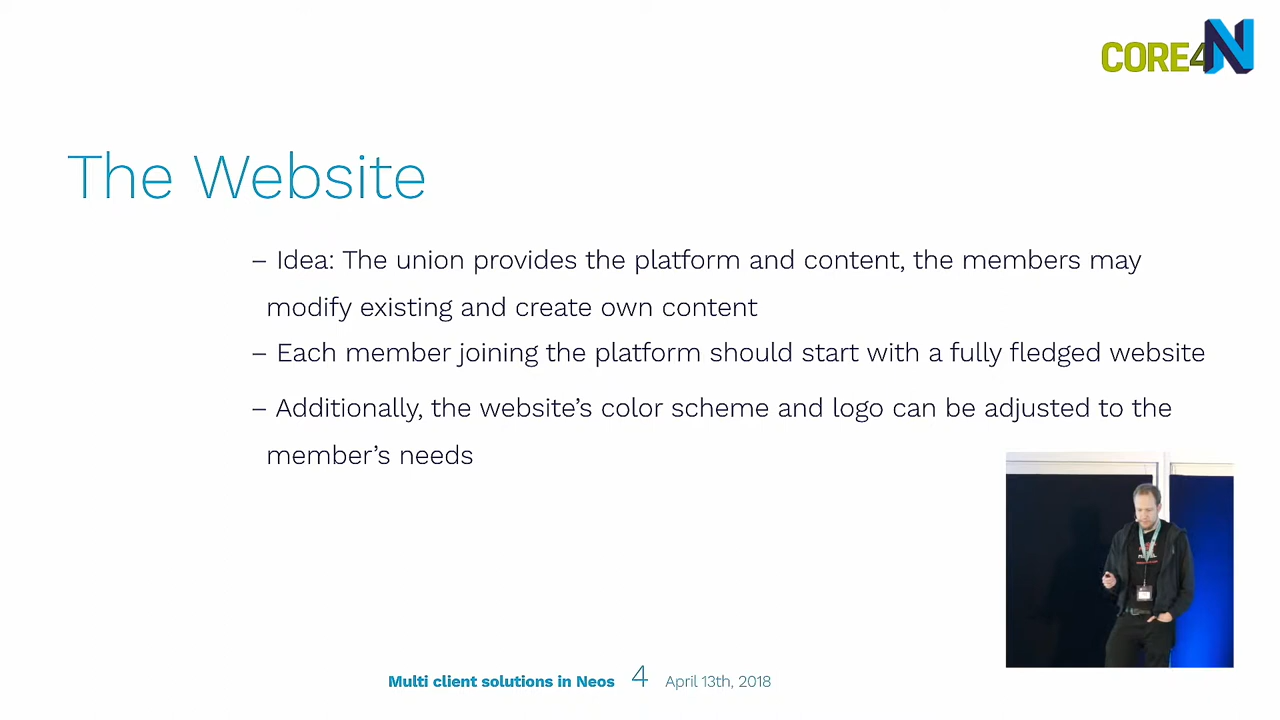 CORE4N
The Website
– Idea: The union provides the platform and content, the members may
modify existing and create own content
– Each member joining the platform should start with a fully fledged website
– Additionally, the website’s color scheme and logo can be adjusted to the
member’s needs
Multi client solutions in Neos 4 April 13th, 2018